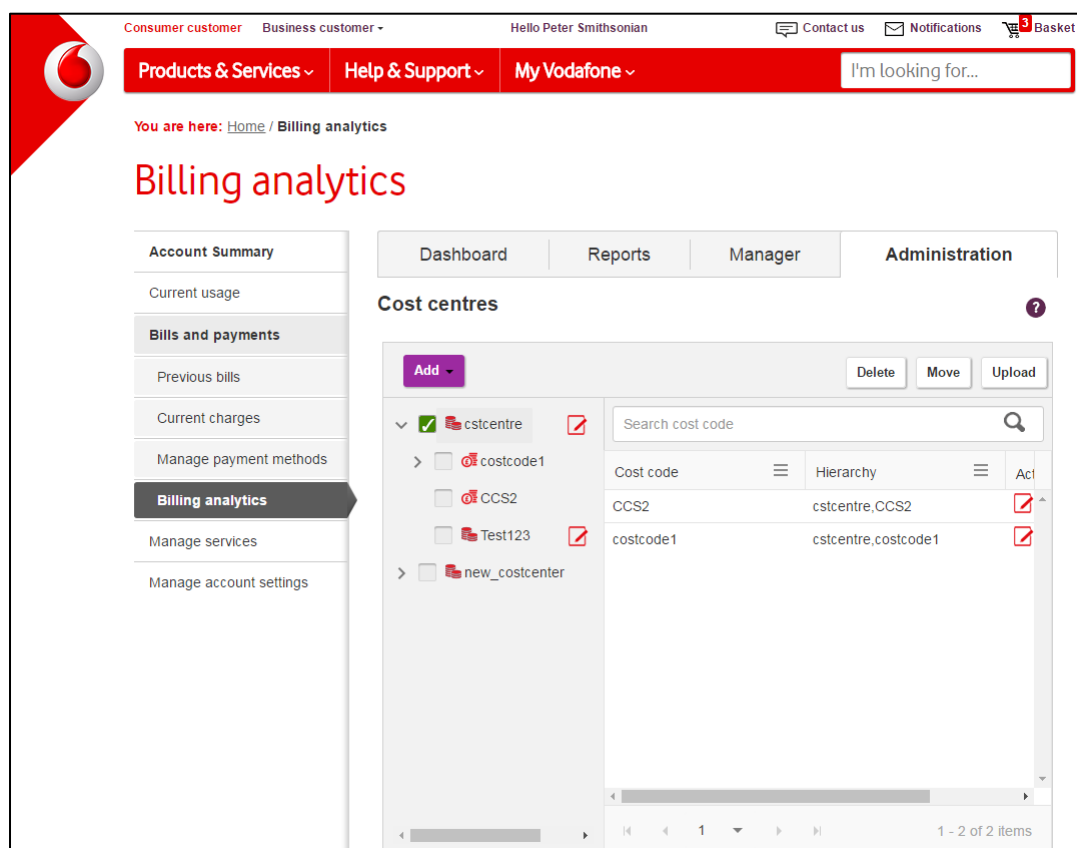 Consumer customer Business customer Hello Peter Smithsonian Contact us Notifications 3 Basket
Products & Services Help & Support My Vodafone I'm looking for...
You are here: Home / Billing analytics
Billing analytics
Account Summary
Current usage
Bills and payments
Previous bills
Current charges
Manage payment methods
Billing analytics
Manage services
Manage account settings
Dashboard Reports Manager Administration
Cost centres ?
Add Delete Move Upload
cstcentre
costcode1
CCS2
Test123
new_costcenter
Search cost code
Cost code Hierarchy Act
CCS2 cstcentre,CCS2
costcode1 cstcentre,costcode1
1 1 - 2 of 2 items